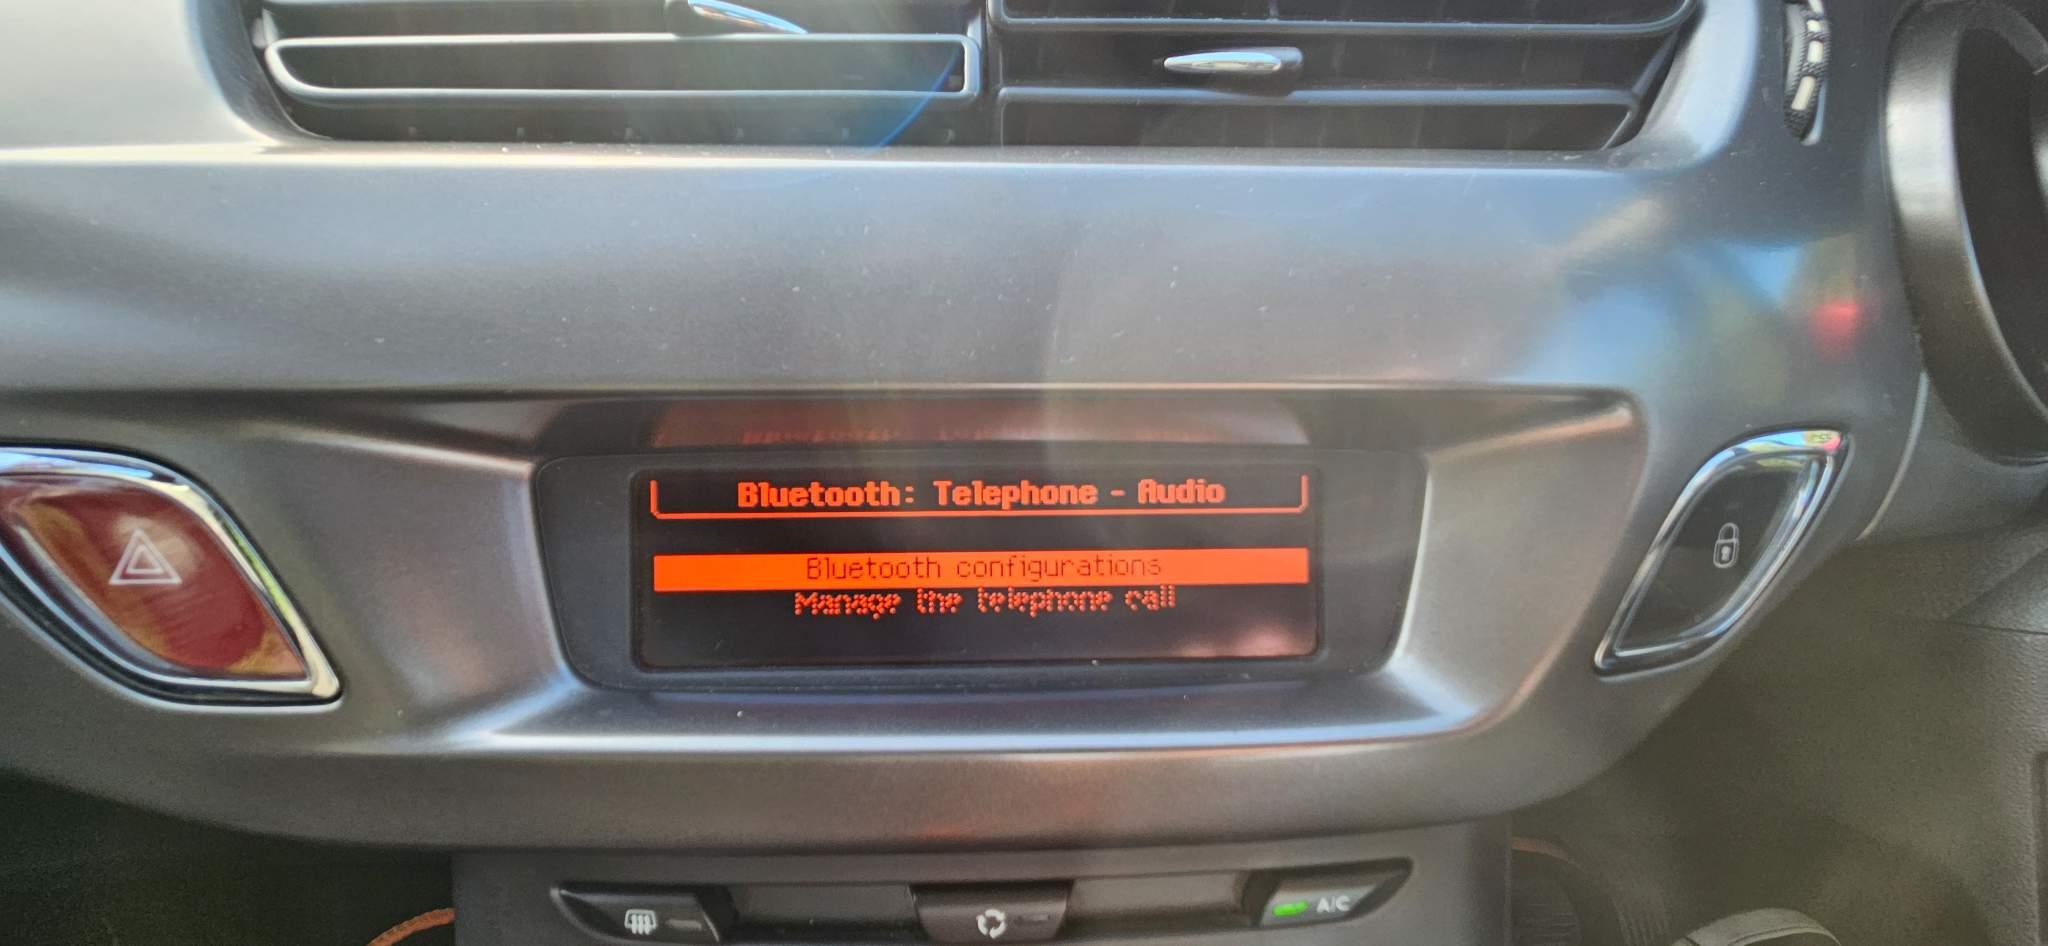 Bluetooth: Telephone - Audio
Bluetooth configurations
Manage the telephone call
A/C